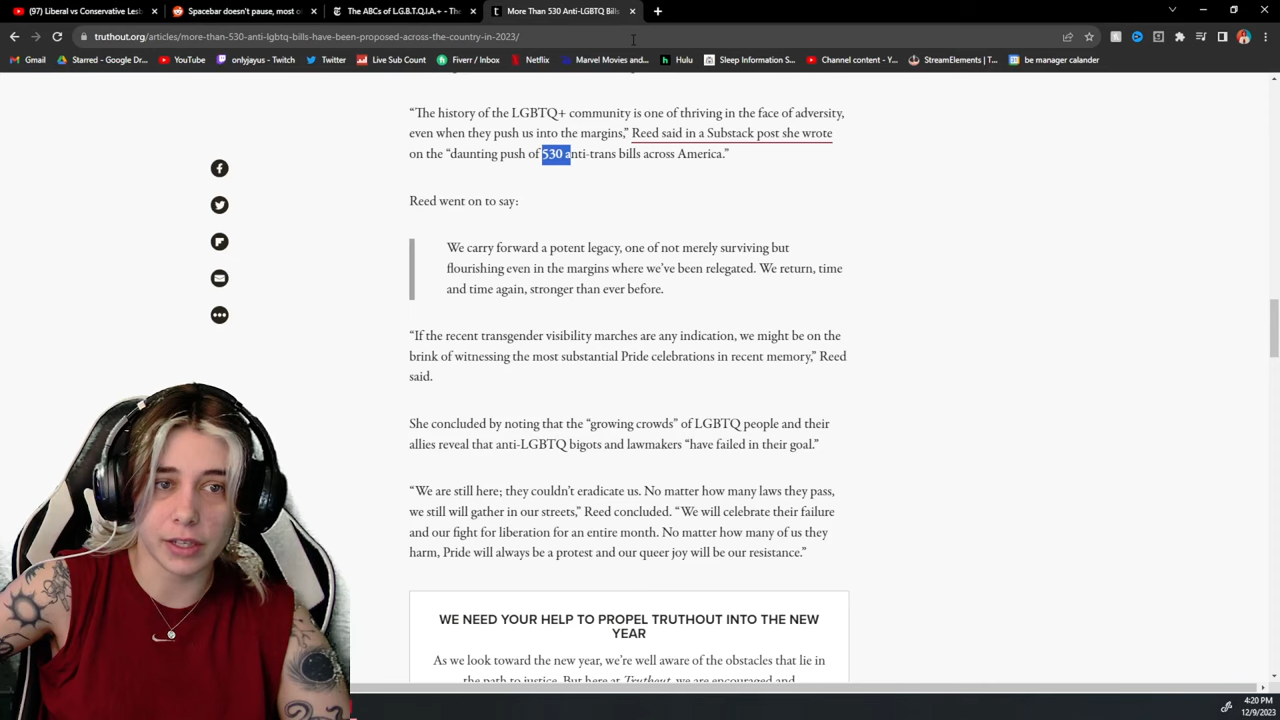 (97) Liberal vs Conservative Lesb
Spacebar doesn't pause, most o
The ABCs of L.G.B.T.Q.I.A.+ - The
More Than 530 Anti-LGBTQ Bills
truthout.org/articles/more-than-530-anti-lgbtq-bills-have-been-proposed-across-the-country-in-2023/
Gmail
Starred - Google Dr...
YouTube
onlyjayus - Twitch
Twitter
Live Sub Count
Fiverr / Inbox
Netflix
Marvel Movies and...
Hulu
Sleep Information S...
Channel content - Y...
StreamElements | T...
be manager calander
“The history of the LGBTQ+ community is one of thriving in the face of adversity,
even when they push us into the margins,” Reed said in a Substack post she wrote
on the “daunting push of 530 anti-trans bills across America.”
Reed went on to say:
We carry forward a potent legacy, one of not merely surviving but
flourishing even in the margins where we’ve been relegated. We return, time
and time again, stronger than ever before.
“If the recent transgender visibility marches are any indication, we might be on the
brink of witnessing the most substantial Pride celebrations in recent memory,” Reed
said.
She concluded by noting that the “growing crowds” of LGBTQ people and their
allies reveal that anti-LGBTQ bigots and lawmakers “have failed in their goal.”
“We are still here; they couldn’t eradicate us. No matter how many laws they pass,
we still will gather in our streets,” Reed concluded. “We will celebrate their failure
and our fight for liberation for an entire month. No matter how many of us they
harm, Pride will always be a protest and our queer joy will be our resistance.”
WE NEED YOUR HELP TO PROPEL TRUTHOUT INTO THE NEW
YEAR
As we look toward the new year, we’re well aware of the obstacles that lie in
the path to justice. But here at Truthout, we are encouraged and
4:20 PM
12/9/2023